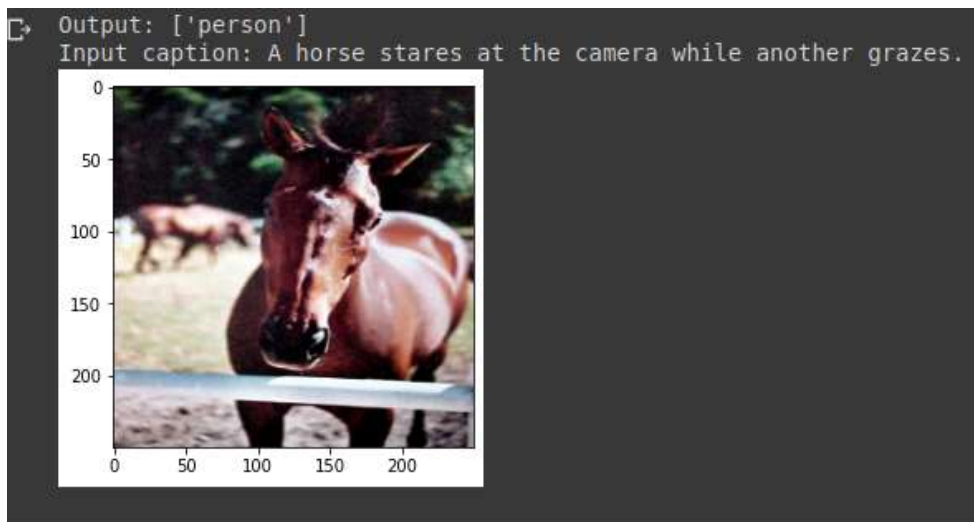 Output: ['person']
Input caption: A horse stares at the camera while another grazes.
0
50
100
150
200
0 50 100 150 200